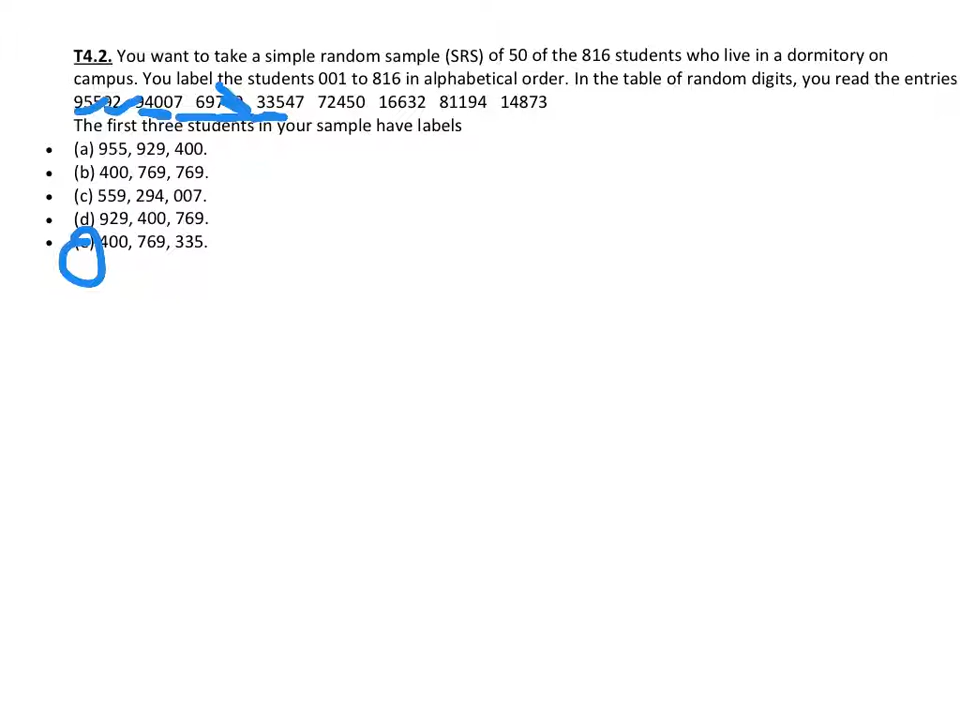 T4.2. You want to take a simple random sample (SRS) of 50 of the 816 students who live in a dormitory on
campus. You label the students 001 to 816 in alphabetical order. In the table of random digits, you read the entries
95592 94007 33547 72450 16632 81194 14873
The first three students in your sample have labels
• (a) 955, 929, 400.
• (b) 400, 769, 769.
• (c) 559, 294, 007.
• (d) 929, 400, 769.
• 400, 769, 335.